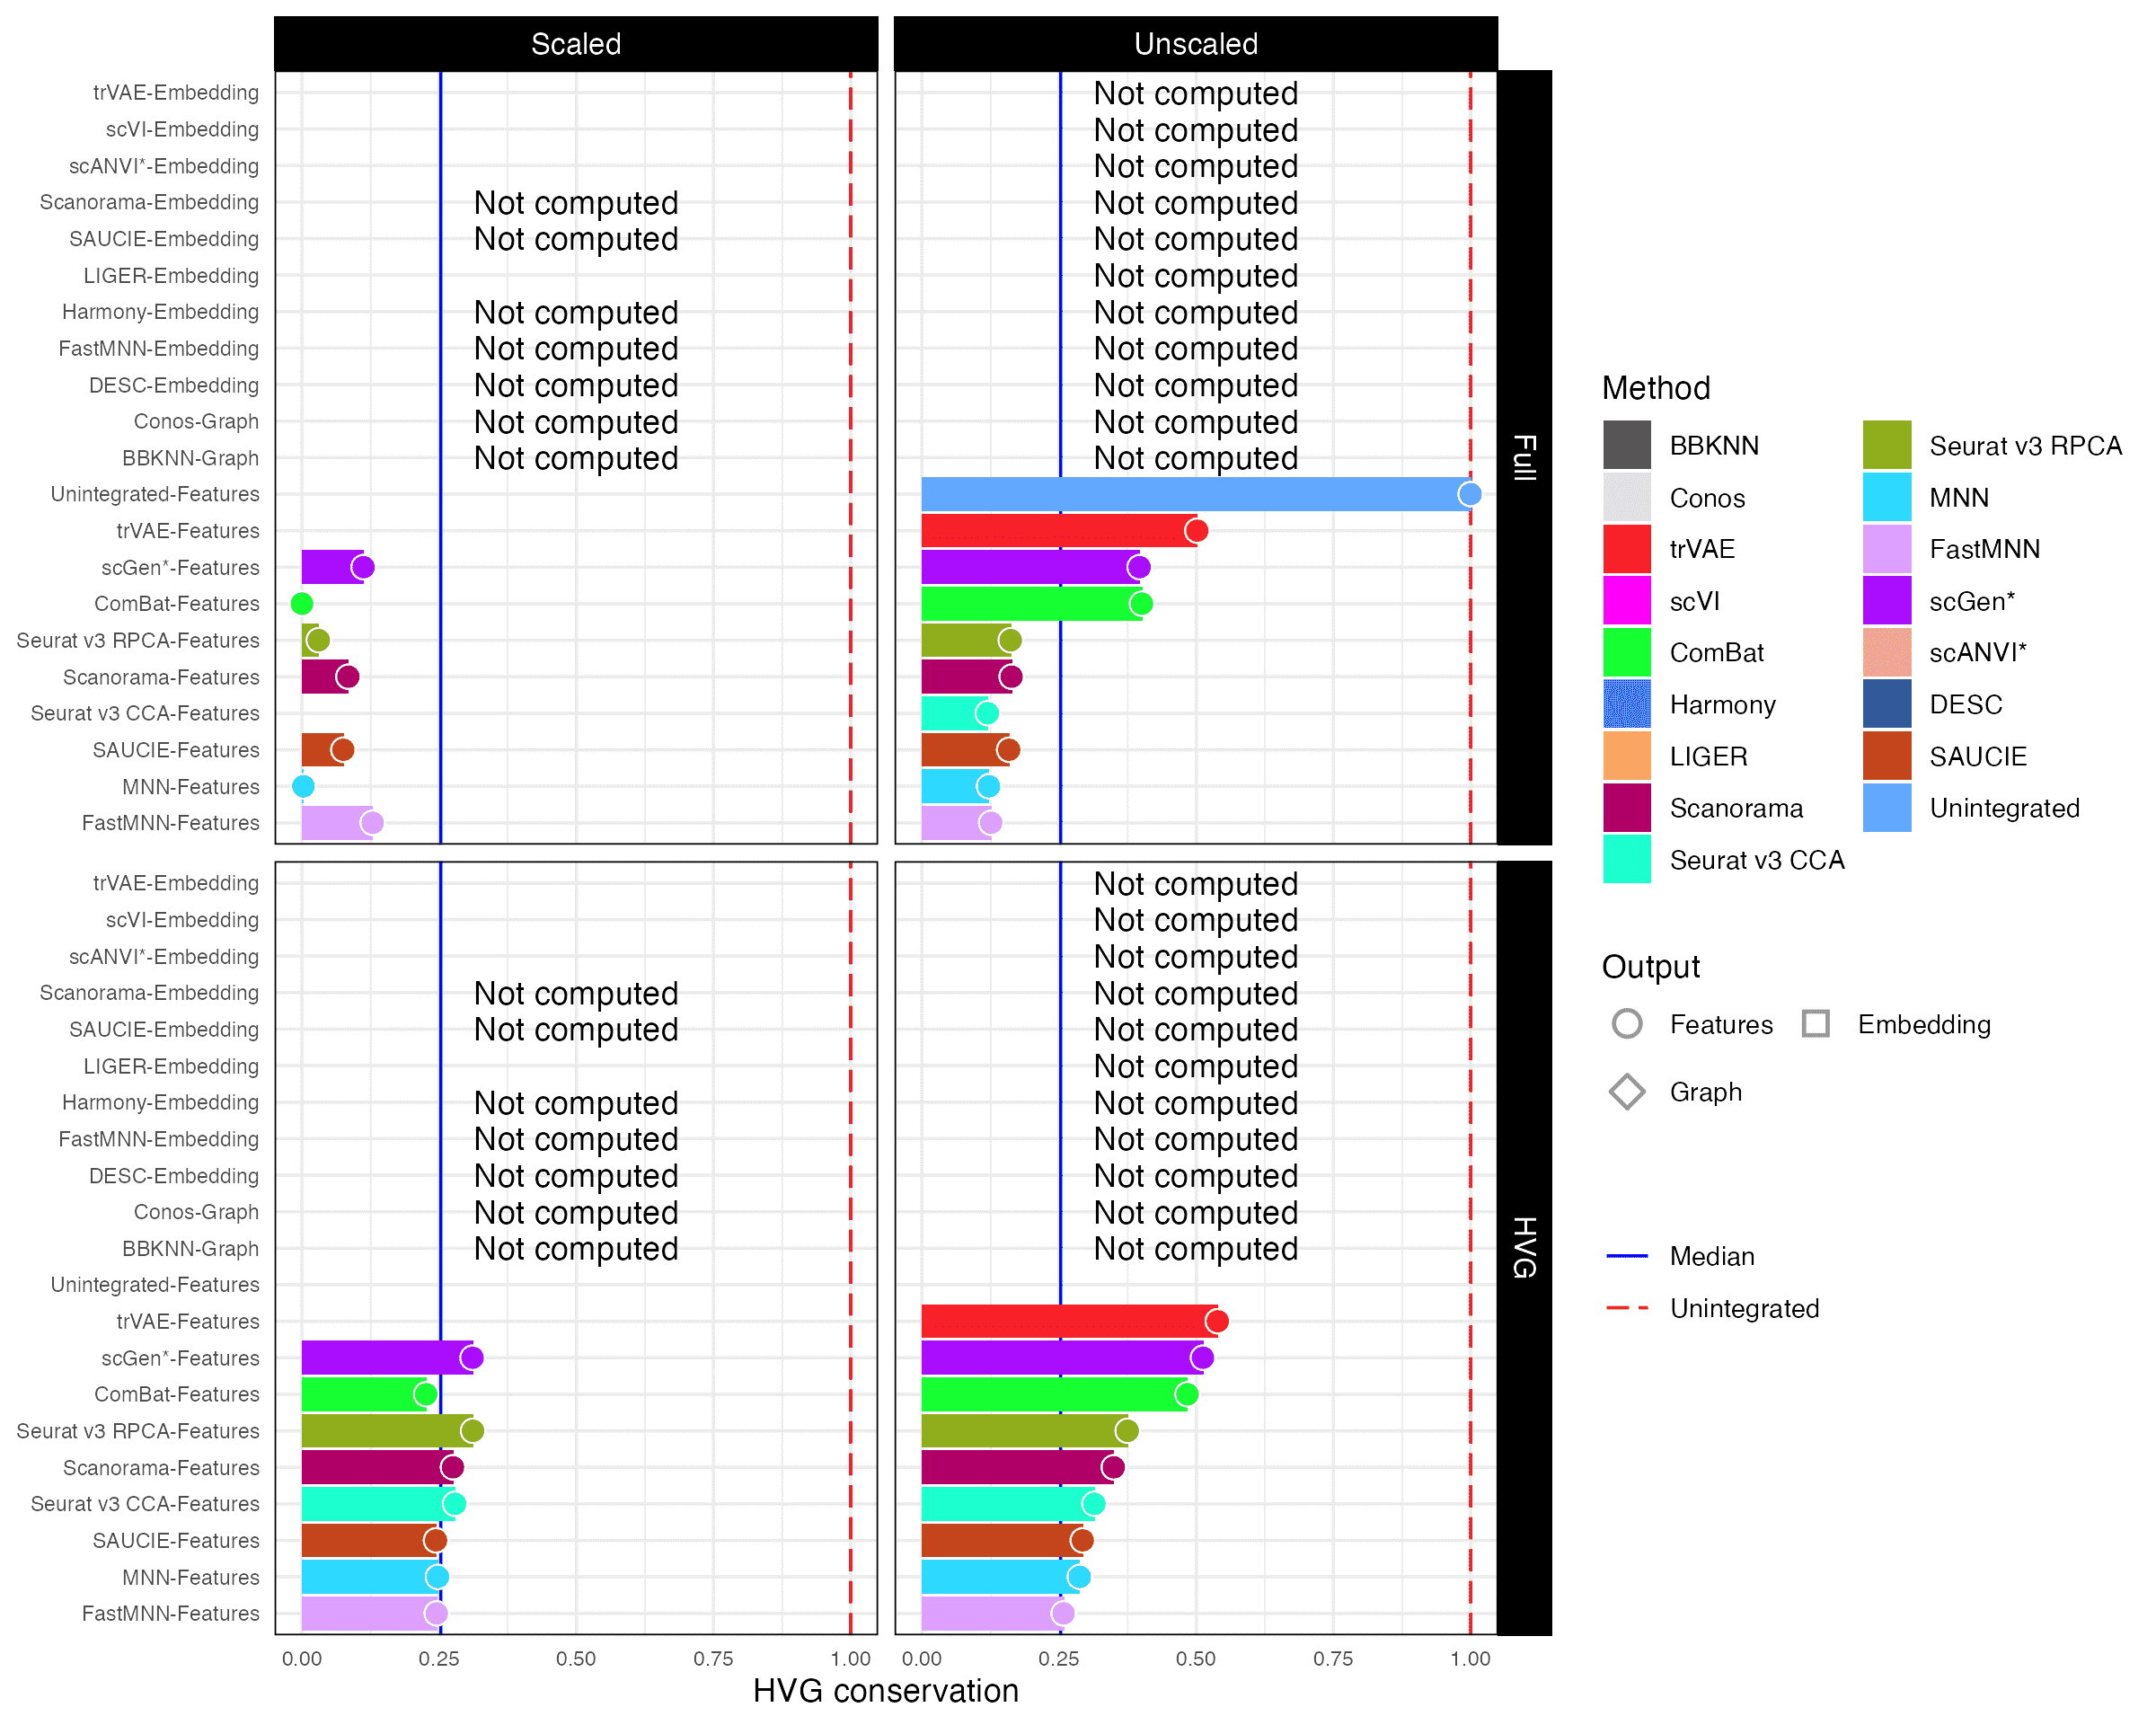 Scaled
Unscaled
trVAE-Embedding Not computed
scVI-Embedding Not computed
scANVI*-Embedding Not computed
Scanorama-Embedding Not computed Not computed
SAUCIE-Embedding Not computed Not computed
LIGER-Embedding Not computed
Harmony-Embedding Not computed Not computed
FastMNN-Embedding Not computed Not computed
DESC-Embedding Not computed Not computed
Conos-Graph Not computed Not computed
BBKNN-Graph Not computed Not computed
Unintegrated-Features
trVAE-Features
scGen*-Features
ComBat-Features
Seurat v3 RPCA-Features
Scanorama-Features
Seurat v3 CCA-Features
SAUCIE-Features
MNN-Features
FastMNN-Features
Full
trVAE-Embedding Not computed
scVI-Embedding Not computed
scANVI*-Embedding Not computed
Scanorama-Embedding Not computed Not computed
SAUCIE-Embedding Not computed Not computed
LIGER-Embedding Not computed
Harmony-Embedding Not computed Not computed
FastMNN-Embedding Not computed Not computed
DESC-Embedding Not computed Not computed
Conos-Graph Not computed Not computed
BBKNN-Graph Not computed Not computed
Unintegrated-Features
trVAE-Features
scGen*-Features
ComBat-Features
Seurat v3 RPCA-Features
Scanorama-Features
Seurat v3 CCA-Features
SAUCIE-Features
MNN-Features
FastMNN-Features
HVG
0.00 0.25 0.50 0.75 1.00 0.00 0.25 0.50 0.75 1.00
HVG conservation
Method
BBKNN Seurat v3 RPCA
Conos MNN
trVAE FastMNN
scVI scGen*
ComBat scANVI*
Harmony DESC
LIGER SAUCIE
Scanorama Unintegrated
Seurat v3 CCA
Output
Features Embedding
Graph
Median
Unintegrated